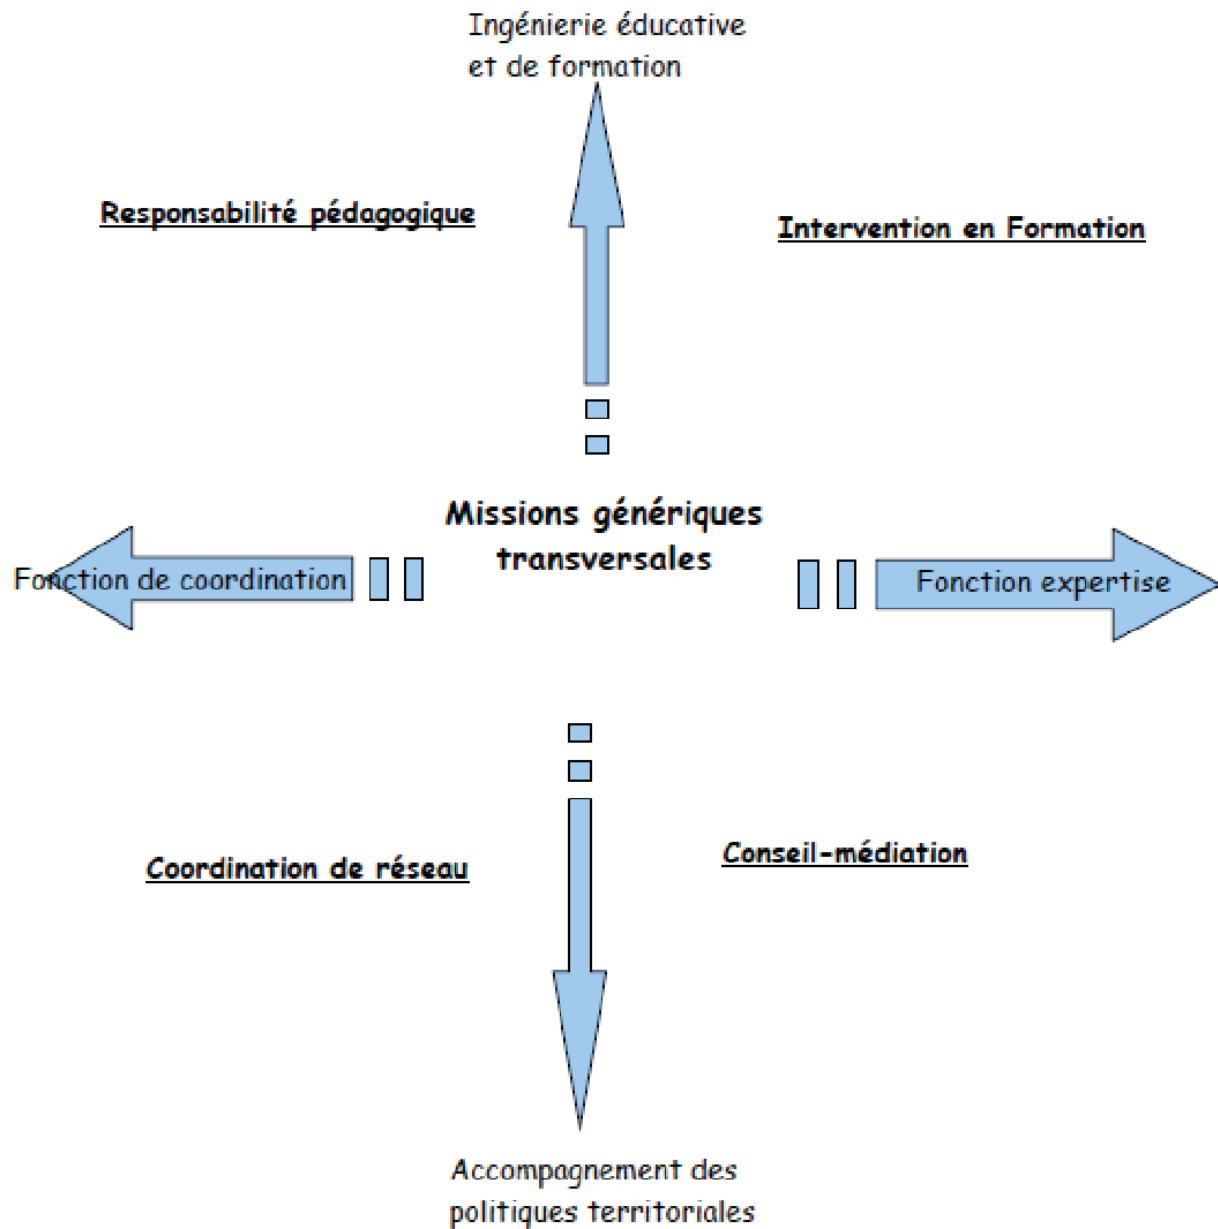 Ingénierie éducative
et de formation
Responsabilité pédagogique
Intervention en Formation
Missions génériques
transversales
Fonction de coordination
Fonction expertise
Coordination de réseau
Conseil-médiation
Accompagnement des
politiques territoriales